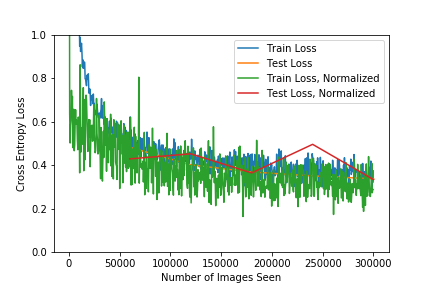 1.0
0.8
0.6
0.4
0.2
0.0
Cross Entropy Loss
Train Loss
Test Loss
Train Loss, Normalized
Test Loss, Normalized
0 50000 100000 150000 200000 250000 300000
Number of Images Seen